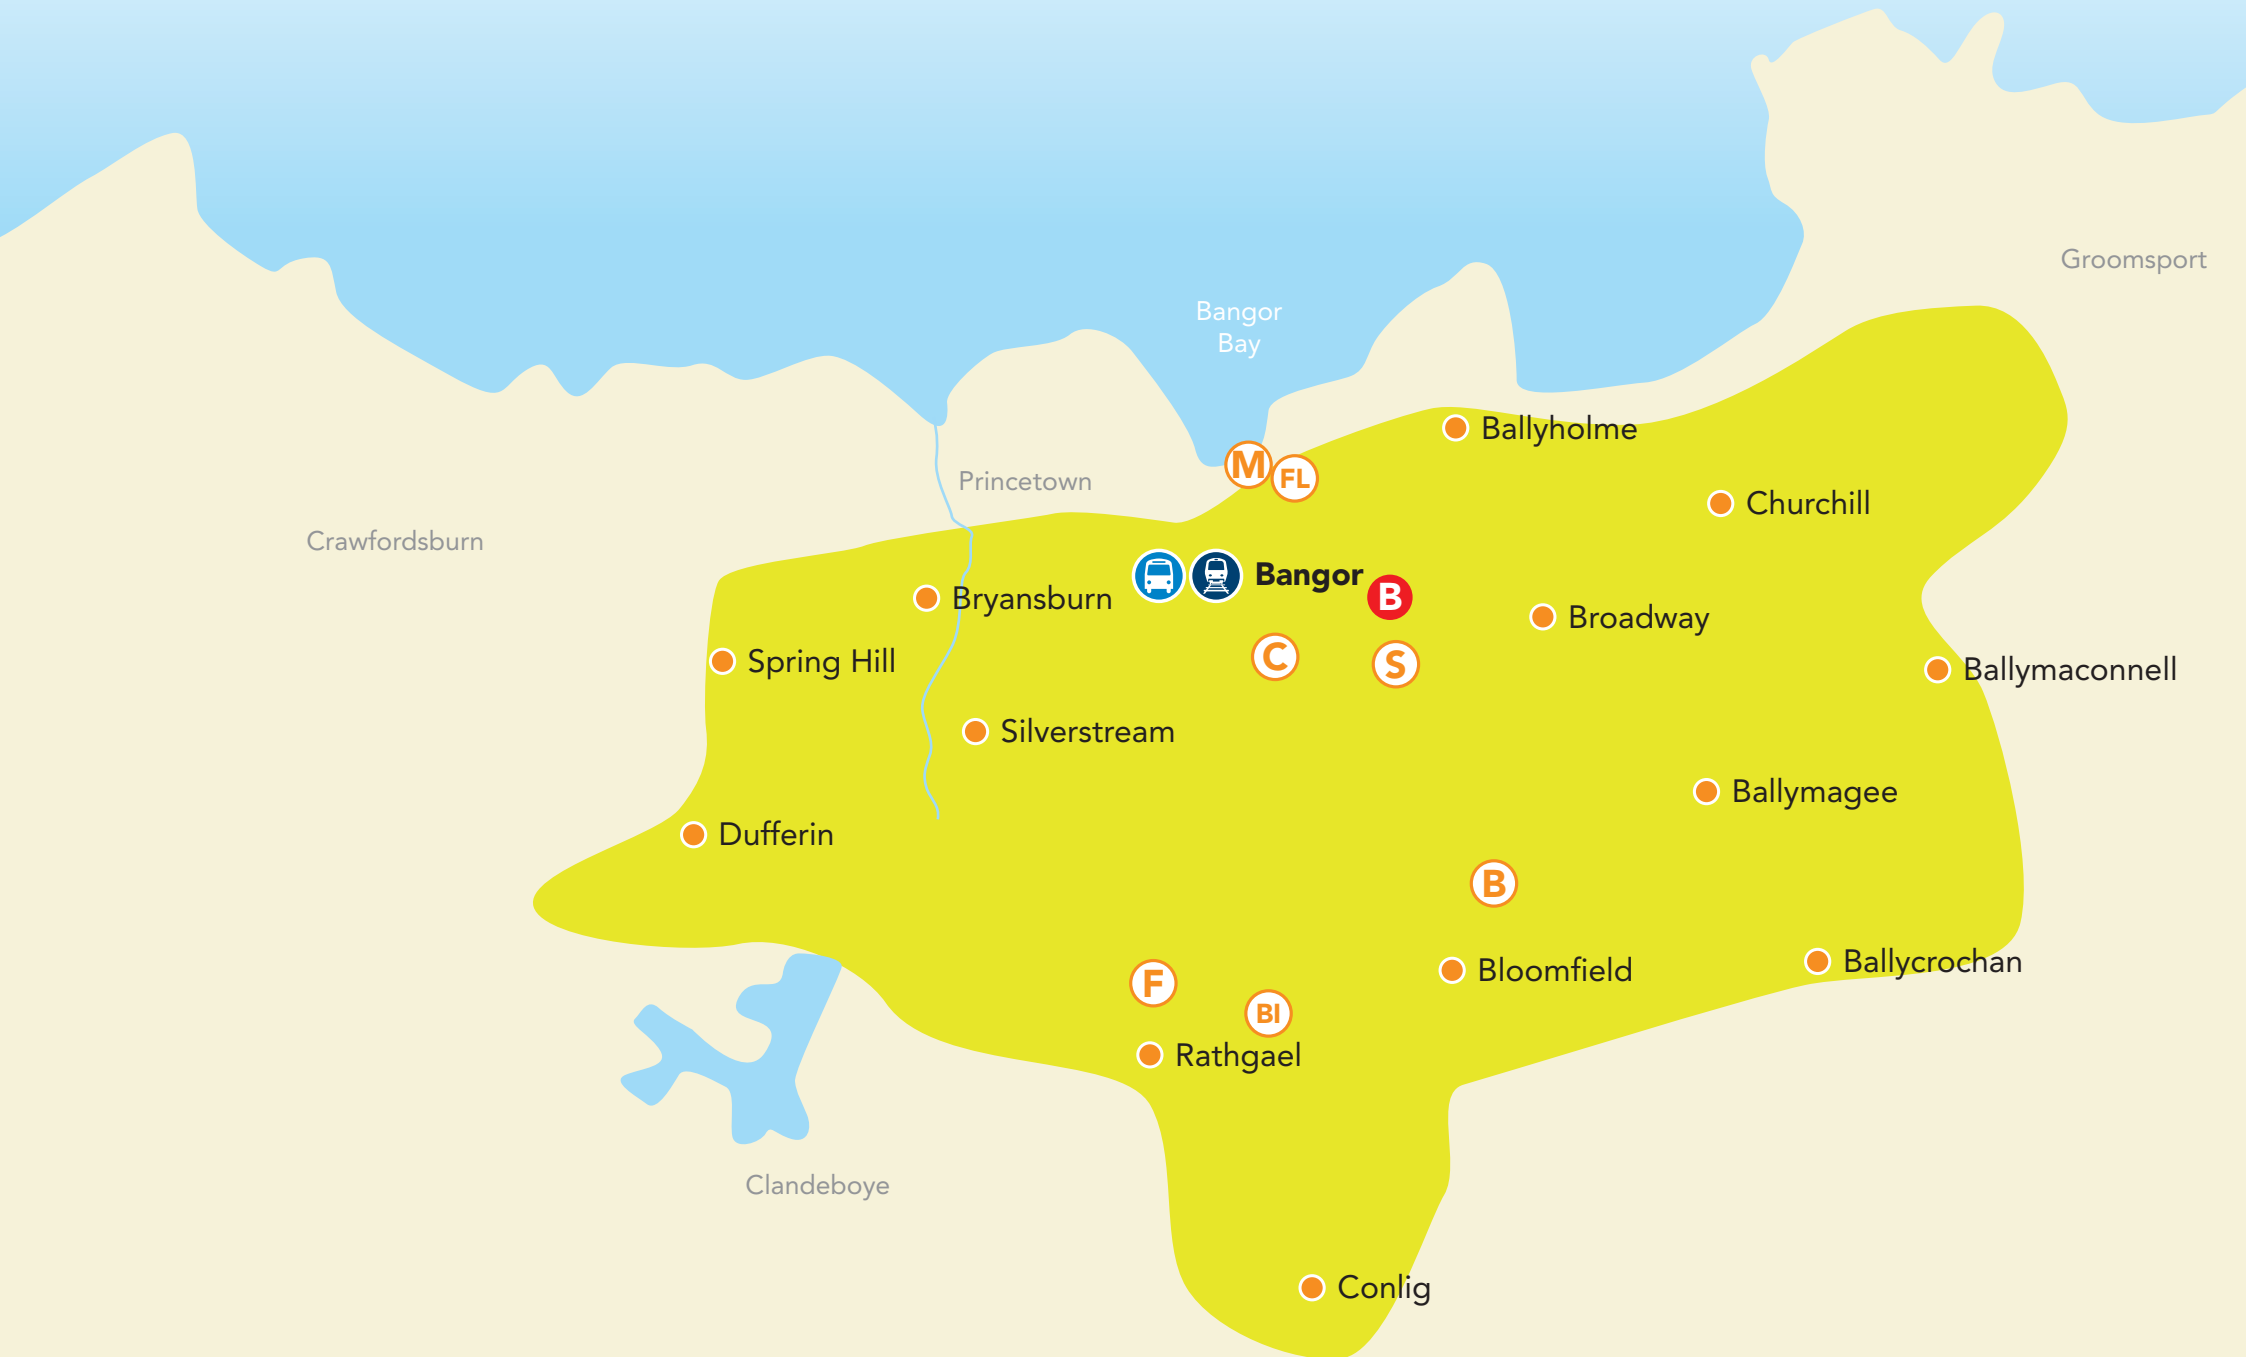 Groomsport
Bangor
Bay
Ballyholme
M
FL
Princetown
Churchill
Crawfordsburn
Bangor
B
Bryansburn
Broadway
C
S
Spring Hill
Ballymaconnell
Silverstream
Ballymagee
Dufferin
B
Ballycrochan
Bloomfield
F
BI
Rathgael
Clandeboye
Conlig